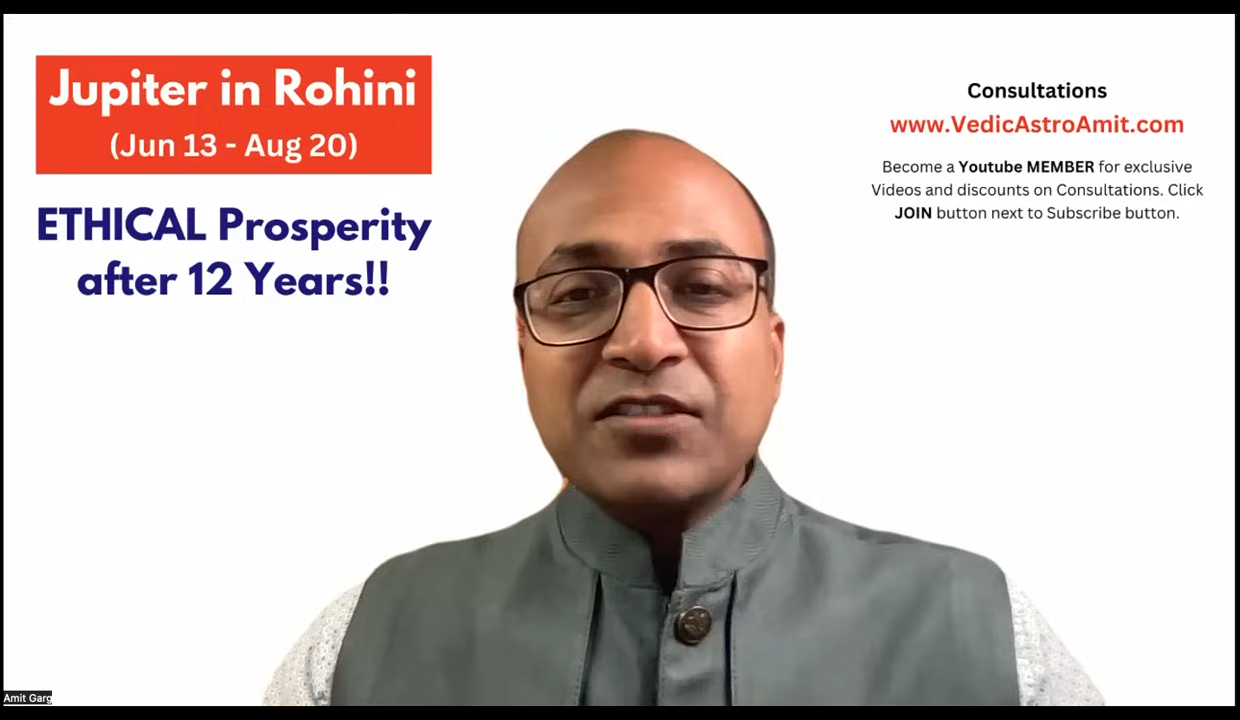 Jupiter in Rohini
(Jun 13 - Aug 20)
ETHICAL Prosperity
after 12 Years!!
Consultations
www.VedicAstroAmit.com
Become a Youtube MEMBER for exclusive
Videos and discounts on Consultations. Click
JOIN button next to Subscribe button.
Amit Garg